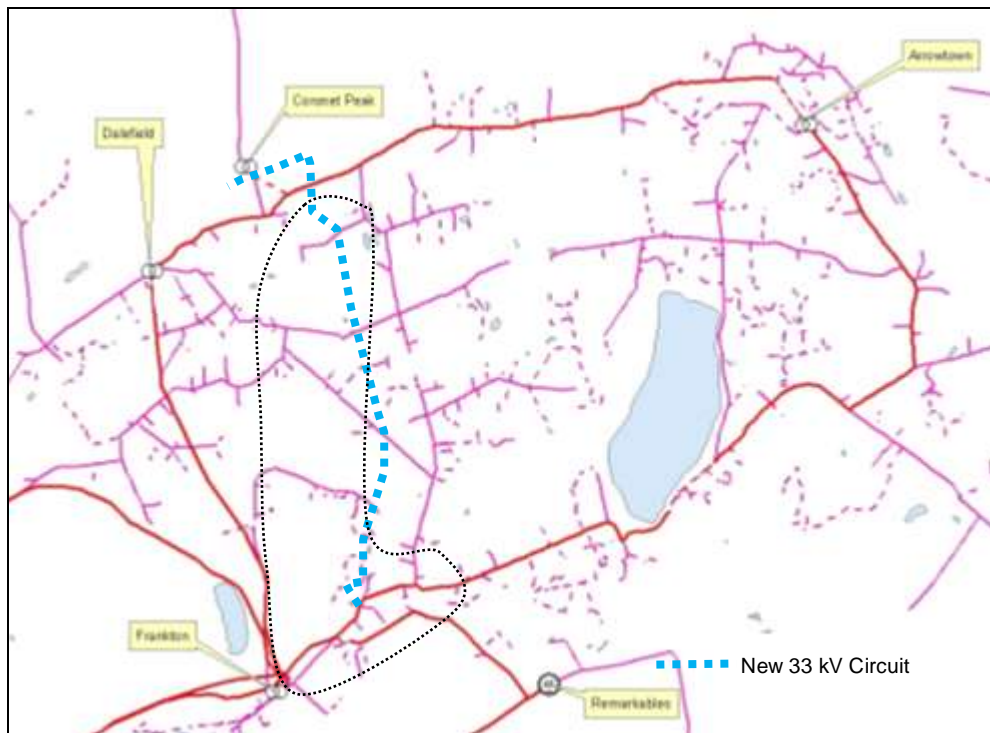 Arrowtown
Coronet Peak
Dalefield
Frankton
New 33 kV Circuit
Remarkables